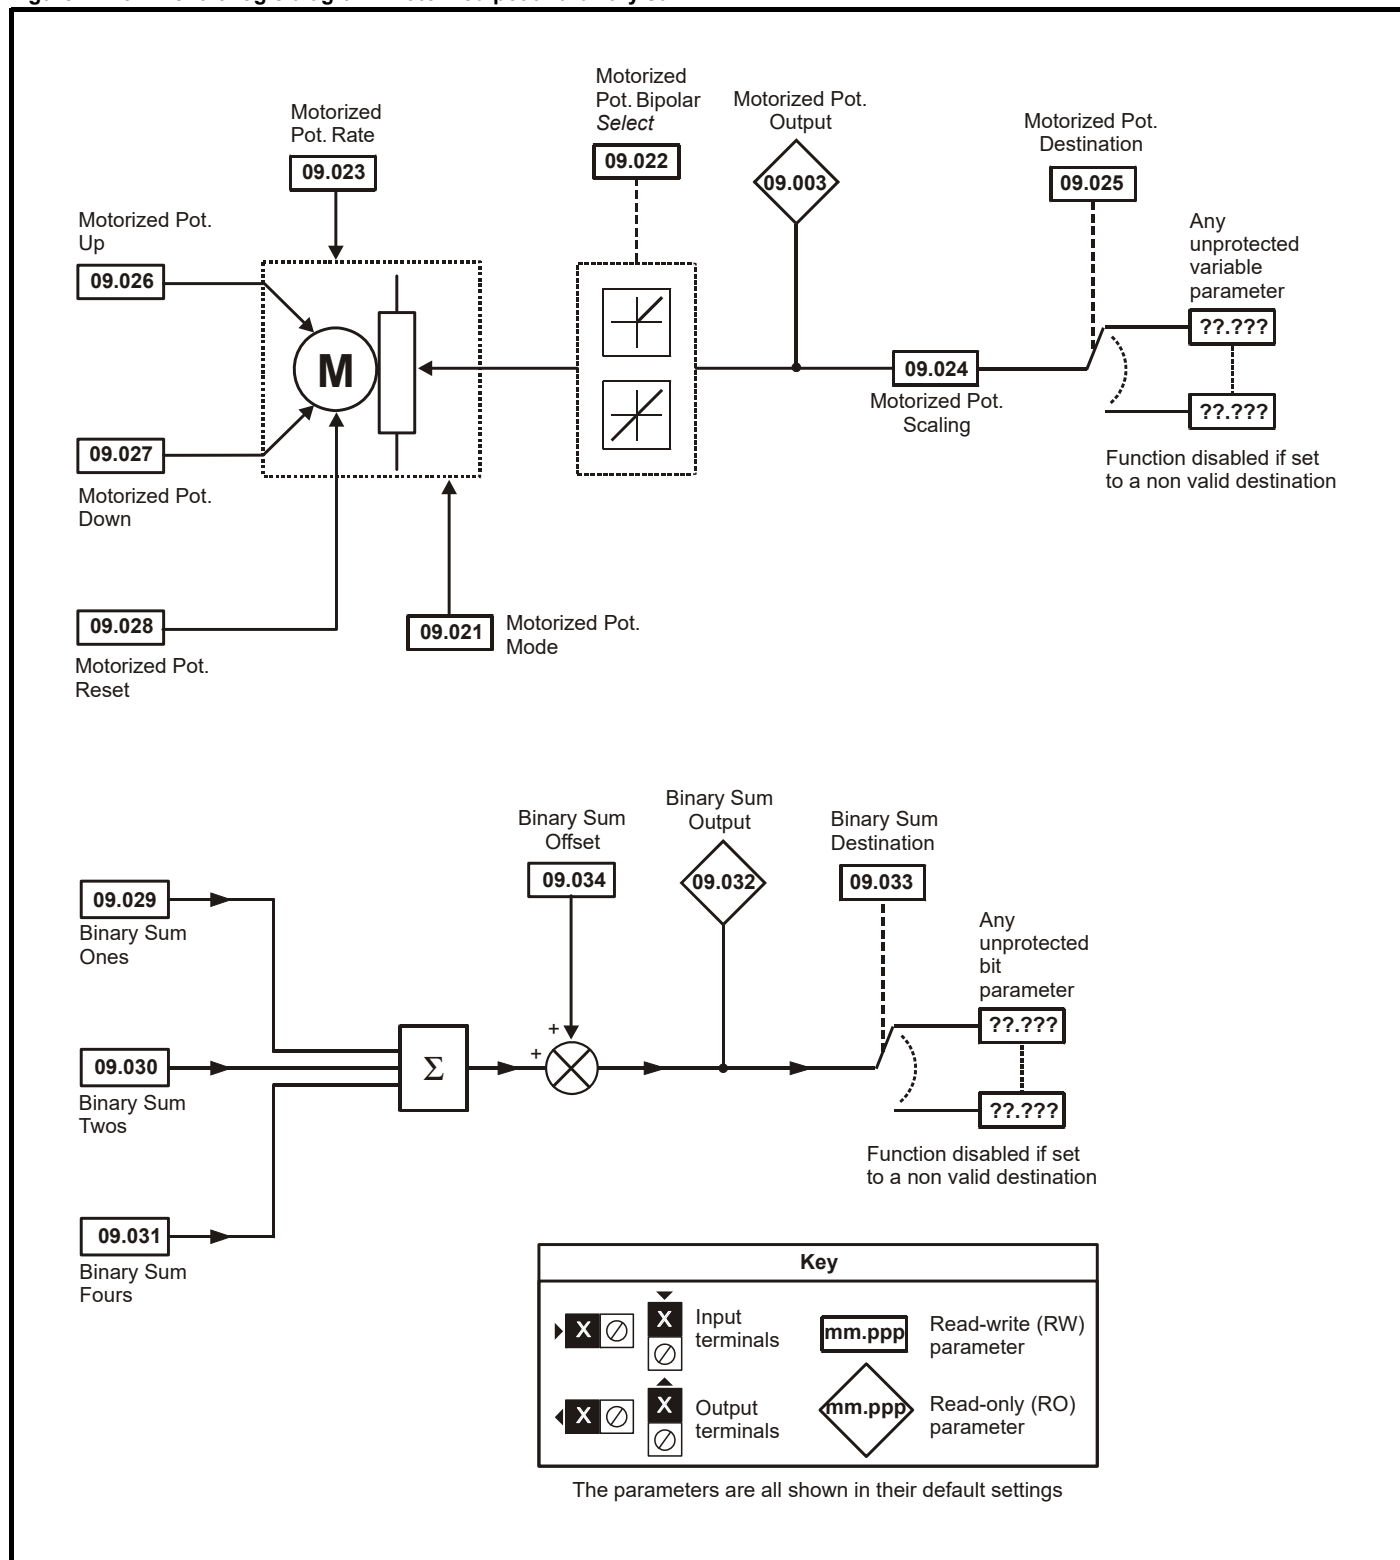 Motorized
Pot. Rate
09.023
Motorized
Pot. Bipolar
Select
09.022
Motorized Pot.
Output
09.003
Motorized Pot.
Destination
09.025
Motorized Pot.
Up
09.026
Any
unprotected
variable
parameter
??.???
??.???
M
09.024
Motorized Pot.
Scaling
09.027
Motorized Pot.
Down
Function disabled if set
to a non valid destination
09.028
Motorized Pot.
Reset
09.021
Motorized Pot.
Mode
Binary Sum
Offset
09.034
Binary Sum
Output
09.032
Binary Sum
Destination
09.033
09.029
Binary Sum
Ones
Any
unprotected
bit
parameter
??.???
??.???
09.030
Binary Sum
Twos
Σ
+
+
Function disabled if set
to a non valid destination
09.031
Binary Sum
Fours
Key
X
X
Input
terminals
mm.ppp
Read-write (RW)
parameter
X
X
Output
terminals
mm.ppp
Read-only (RO)
parameter
The parameters are all shown in their default settings